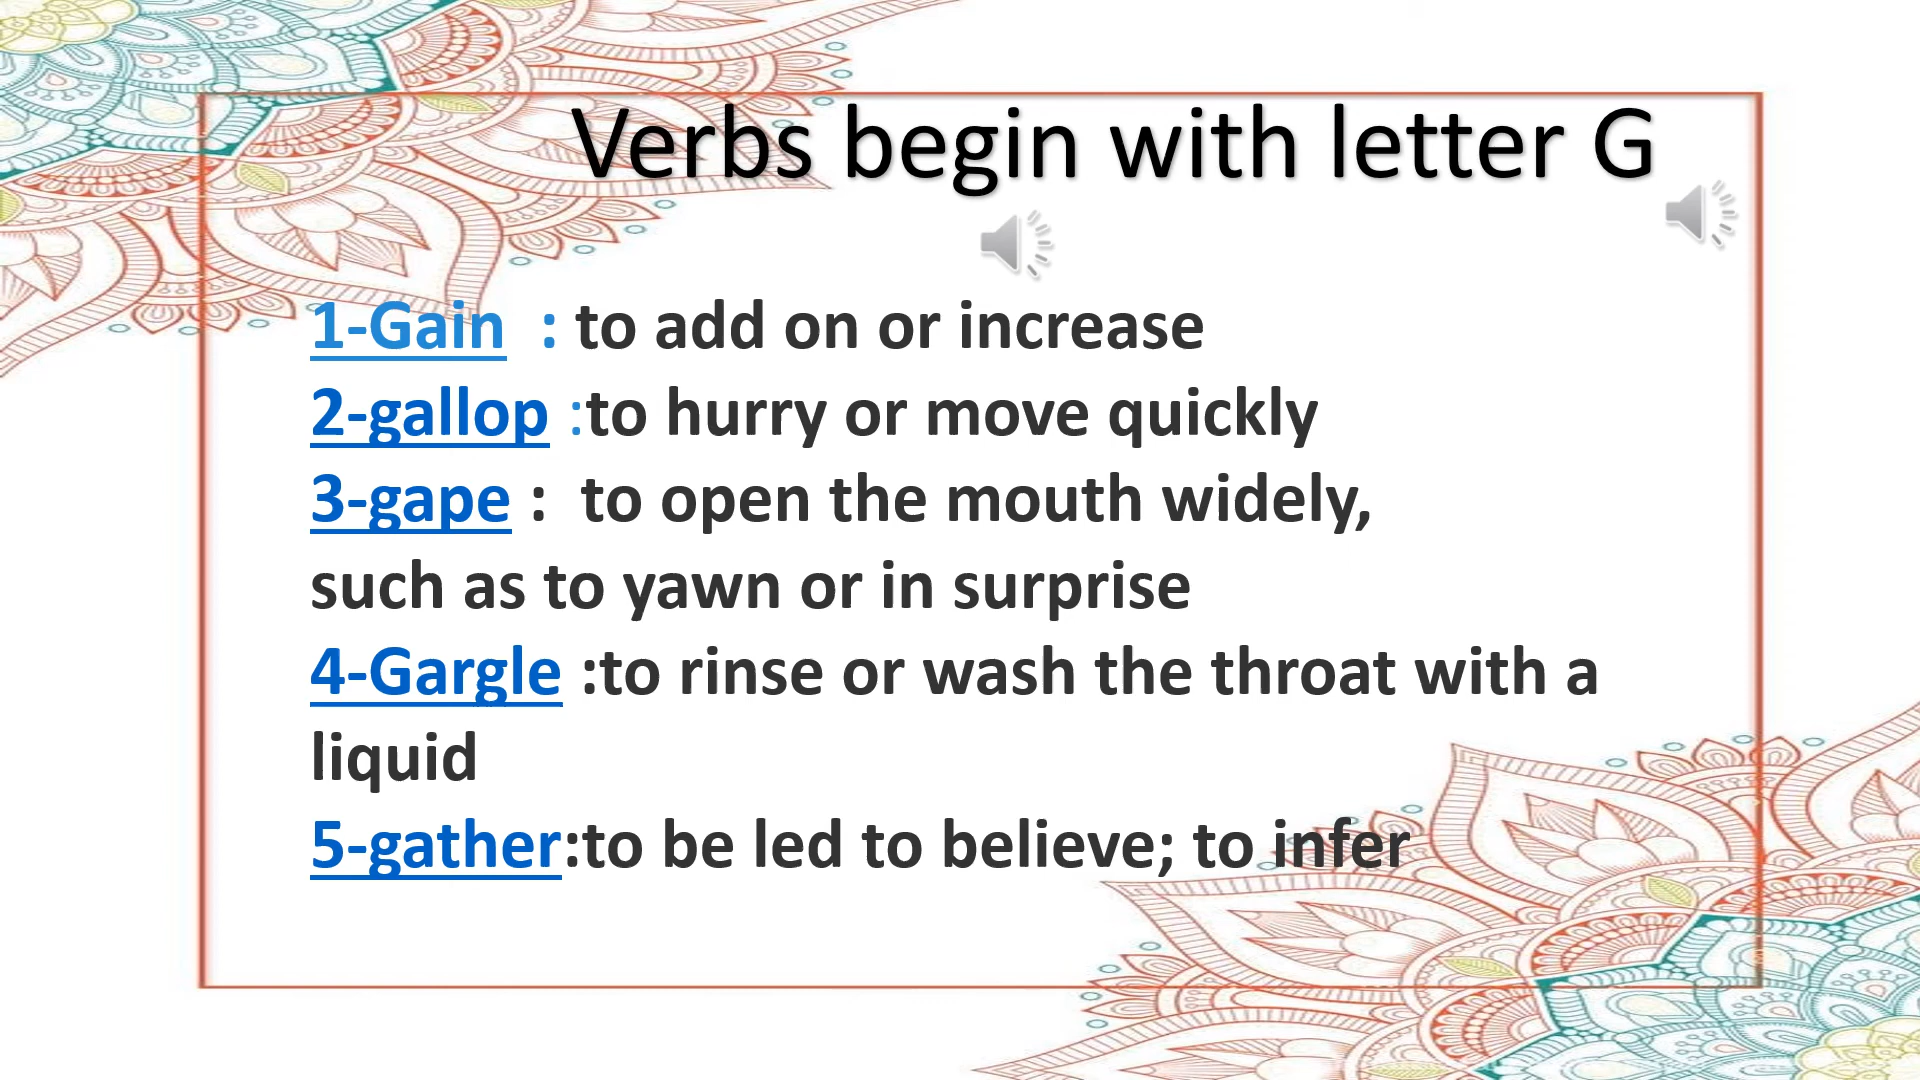 Verbs begin with letter G
1-Gain : to add on or increase
2-gallop :to hurry or move quickly
3-gape : to open the mouth widely,
such as to yawn or in surprise
4-Gargle :to rinse or wash the throat with a
liquid
5-gather:to be led to believe; to infer